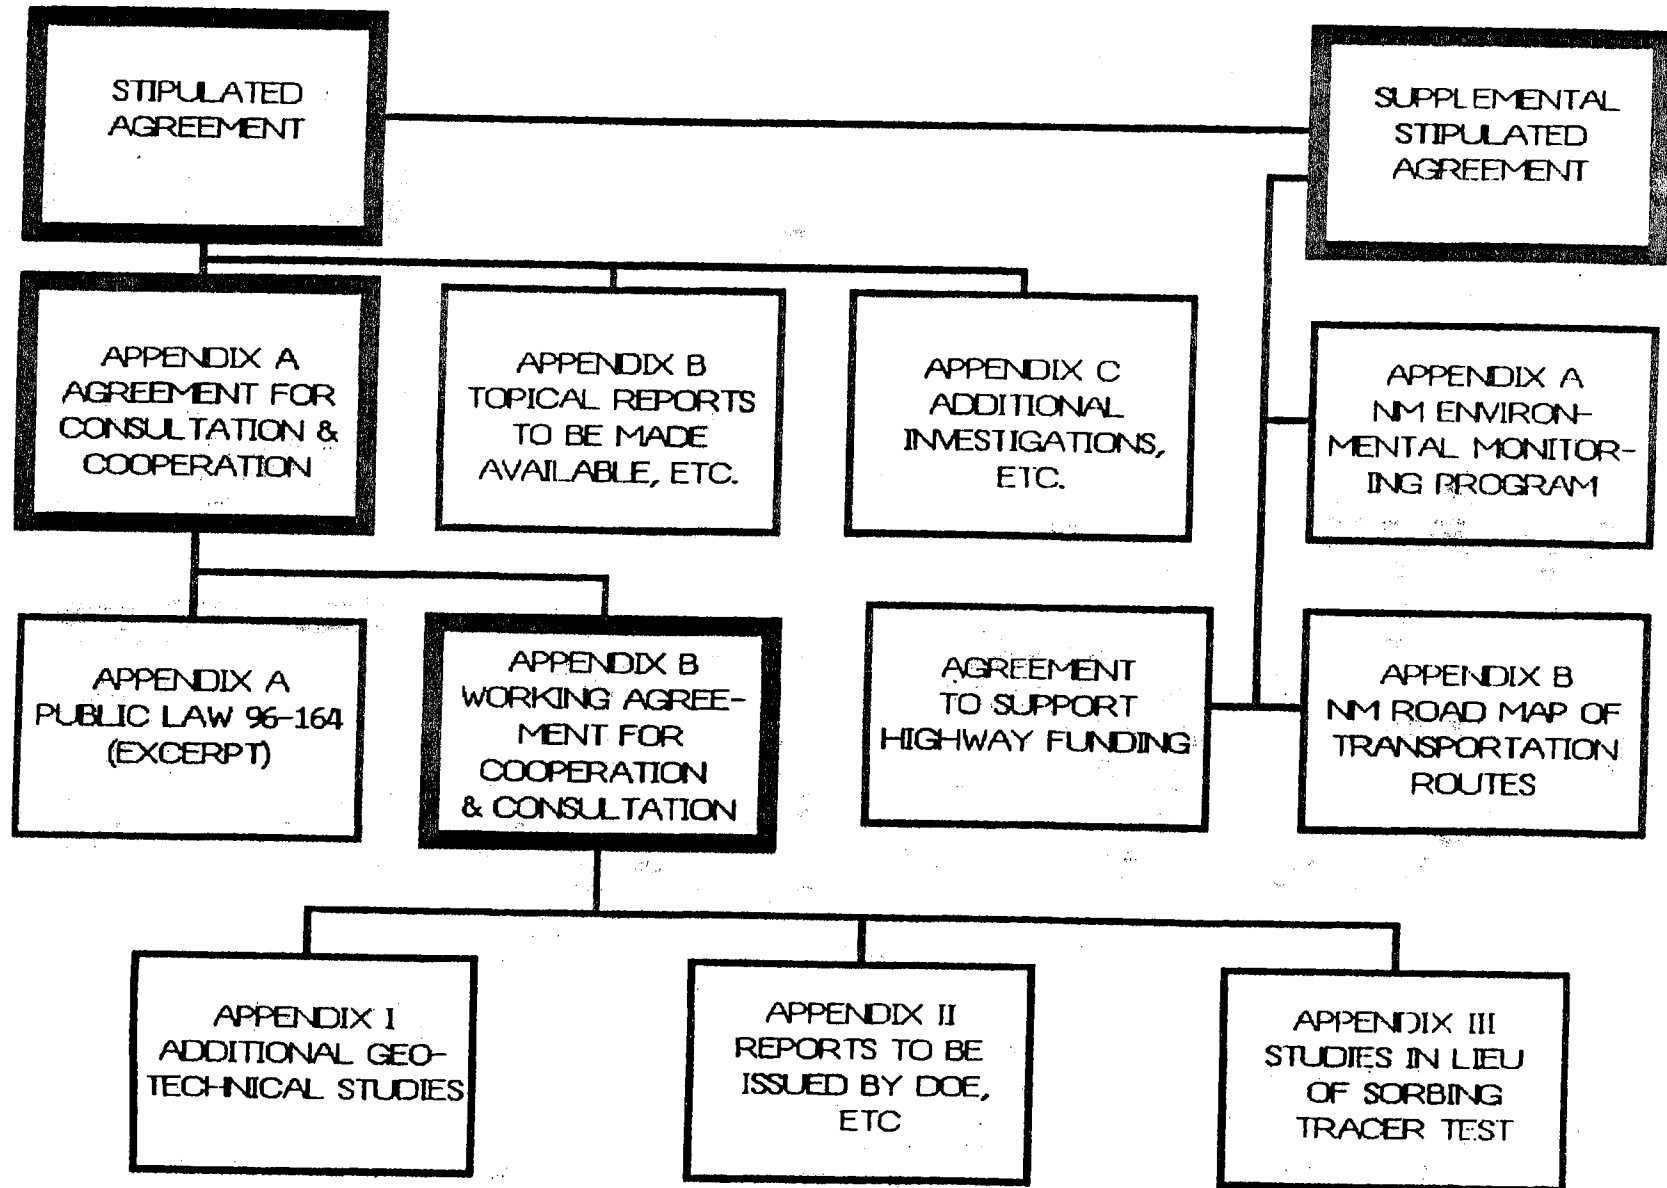 STIPULATED
AGREEMENT
SUPPLEMENTAL
STIPULATED
AGREEMENT
APPENDIX A
AGREEMENT FOR
CONSULTATION &
COOPERATION
APPENDIX B
TOPICAL REPORTS
TO BE MADE
AVAILABLE, ETC.
APPENDIX C
ADDITIONAL
INVESTIGATIONS,
ETC.
APPENDIX A
NM ENVIRON-
MENTAL MONITOR-
ING PROGRAM
APPENDIX A
PUBLIC LAW 96-164
(EXCERPT)
APPENDIX B
WORKING AGREE-
MENT FOR
COOPERATION
& CONSULTATION
AGREEMENT
TO SUPPORT
HIGHWAY FUNDING
APPENDIX B
NM ROAD MAP OF
TRANSPORTATION
ROUTES
APPENDIX I
ADDITIONAL GEO-
TECHNICAL STUDIES
APPENDIX II
REPORTS TO BE
ISSUED BY DOE,
ETC
APPENDIX III
STUDIES IN LIEU
OF SORBING
TRACER TEST